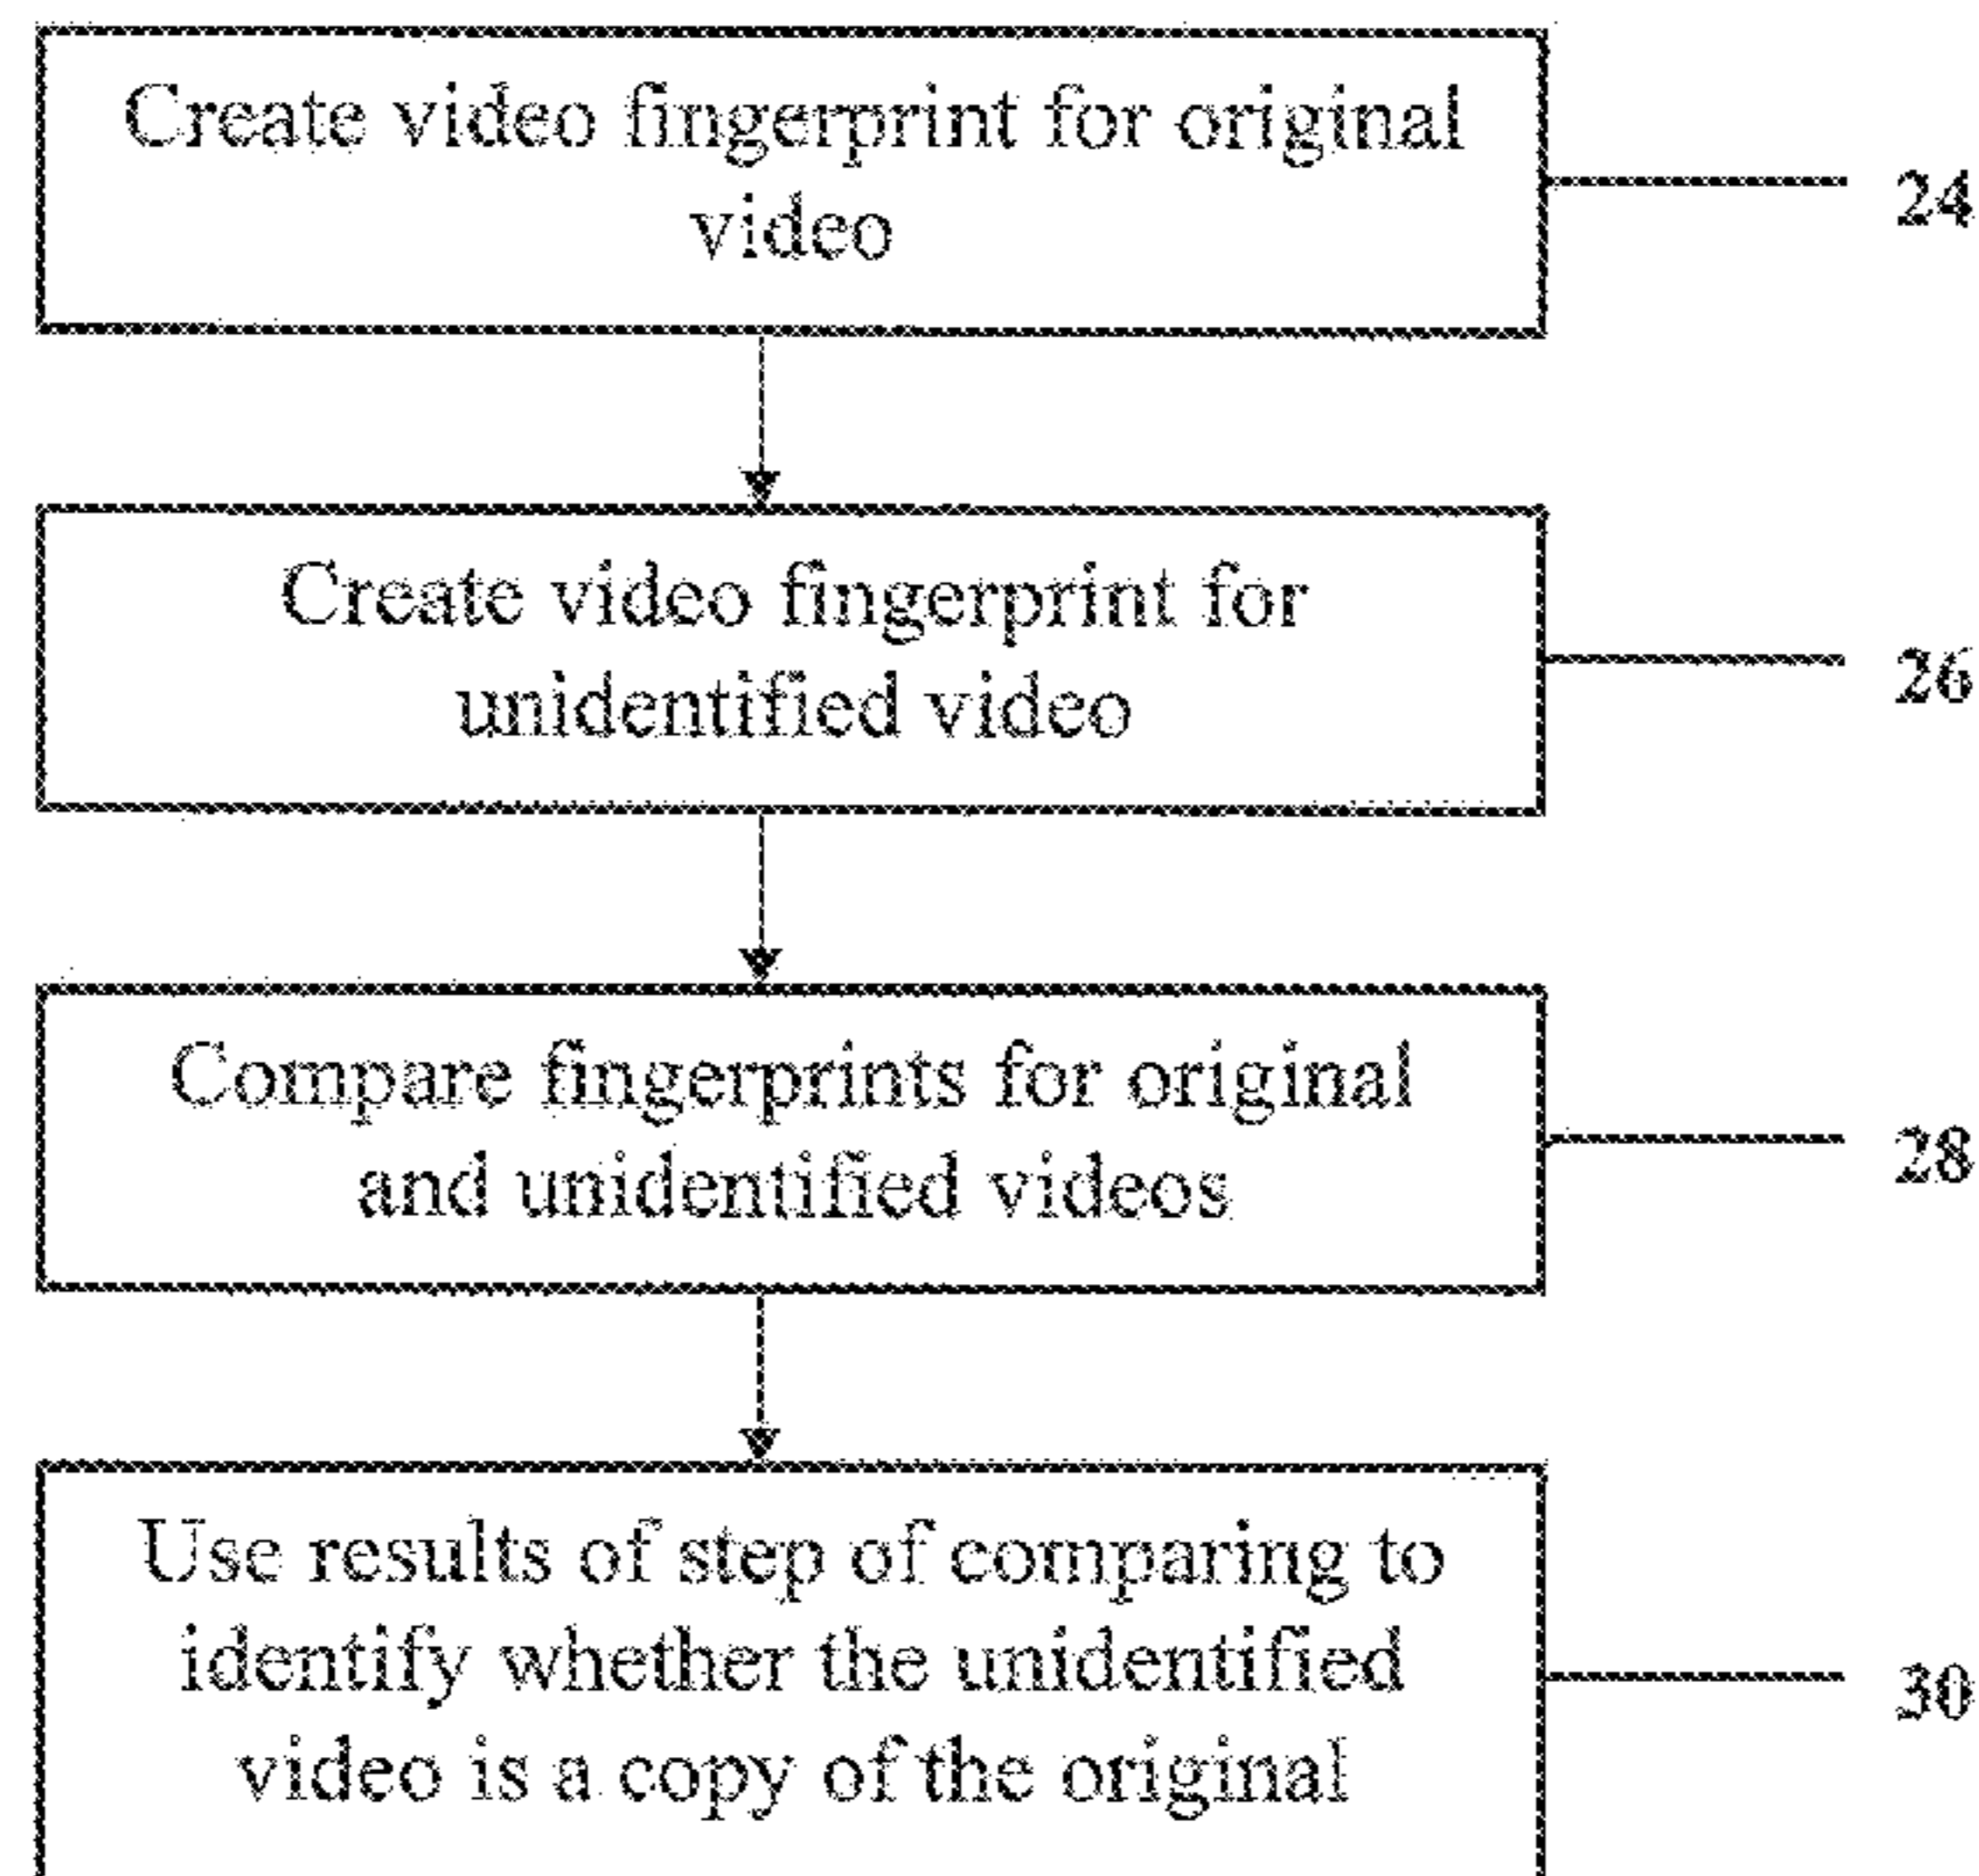 Create video fingerprint for original
video
24
Create video fingerprint for
unidentified video
26
Compare fingerprints for original
and unidentified videos
28
Use results of step of comparing to
identify whether the unidentified
video is a copy of the original
30